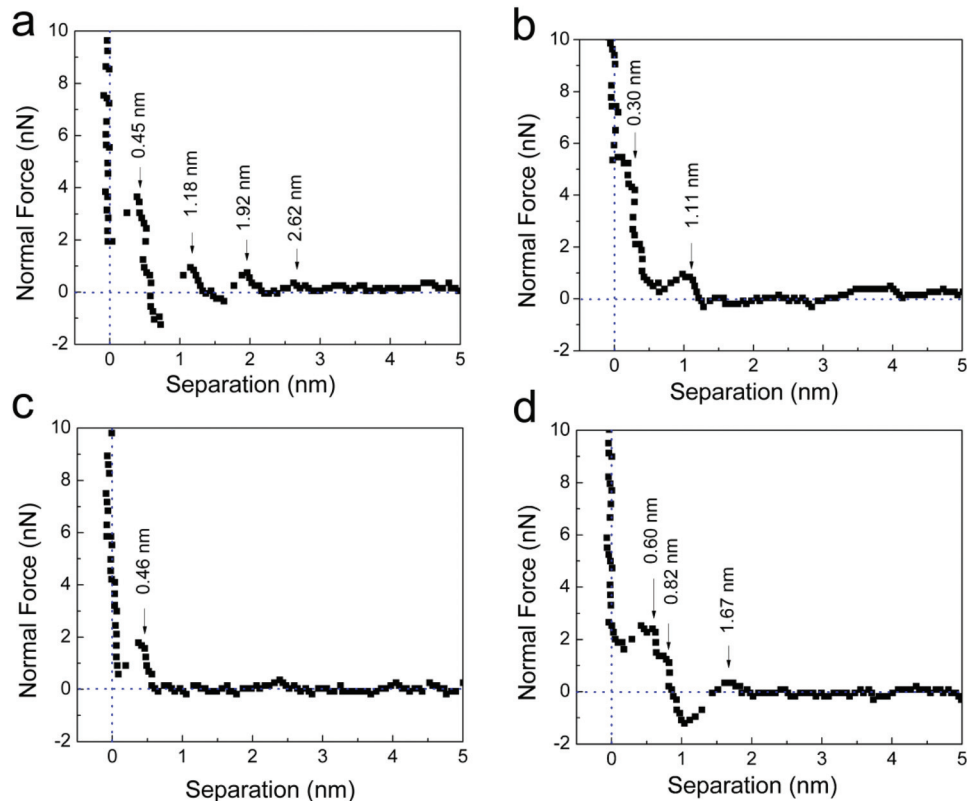 a
10
8
6
4
2
0
-2
Normal Force (nN)
0.45 nm
1.18 nm
1.92 nm
2.62 nm
0 1 2 3 4 5
Separation (nm)
b
10
8
6
4
2
0
-2
Normal Force (nN)
0.30 nm
1.11 nm
0 1 2 3 4 5
Separation (nm)
c
10
8
6
4
2
0
-2
Normal Force (nN)
0.46 nm
0 1 2 3 4 5
Separation (nm)
d
10
8
6
4
2
0
-2
Normal Force (nN)
0.60 nm
0.82 nm
1.67 nm
0 1 2 3 4 5
Separation (nm)